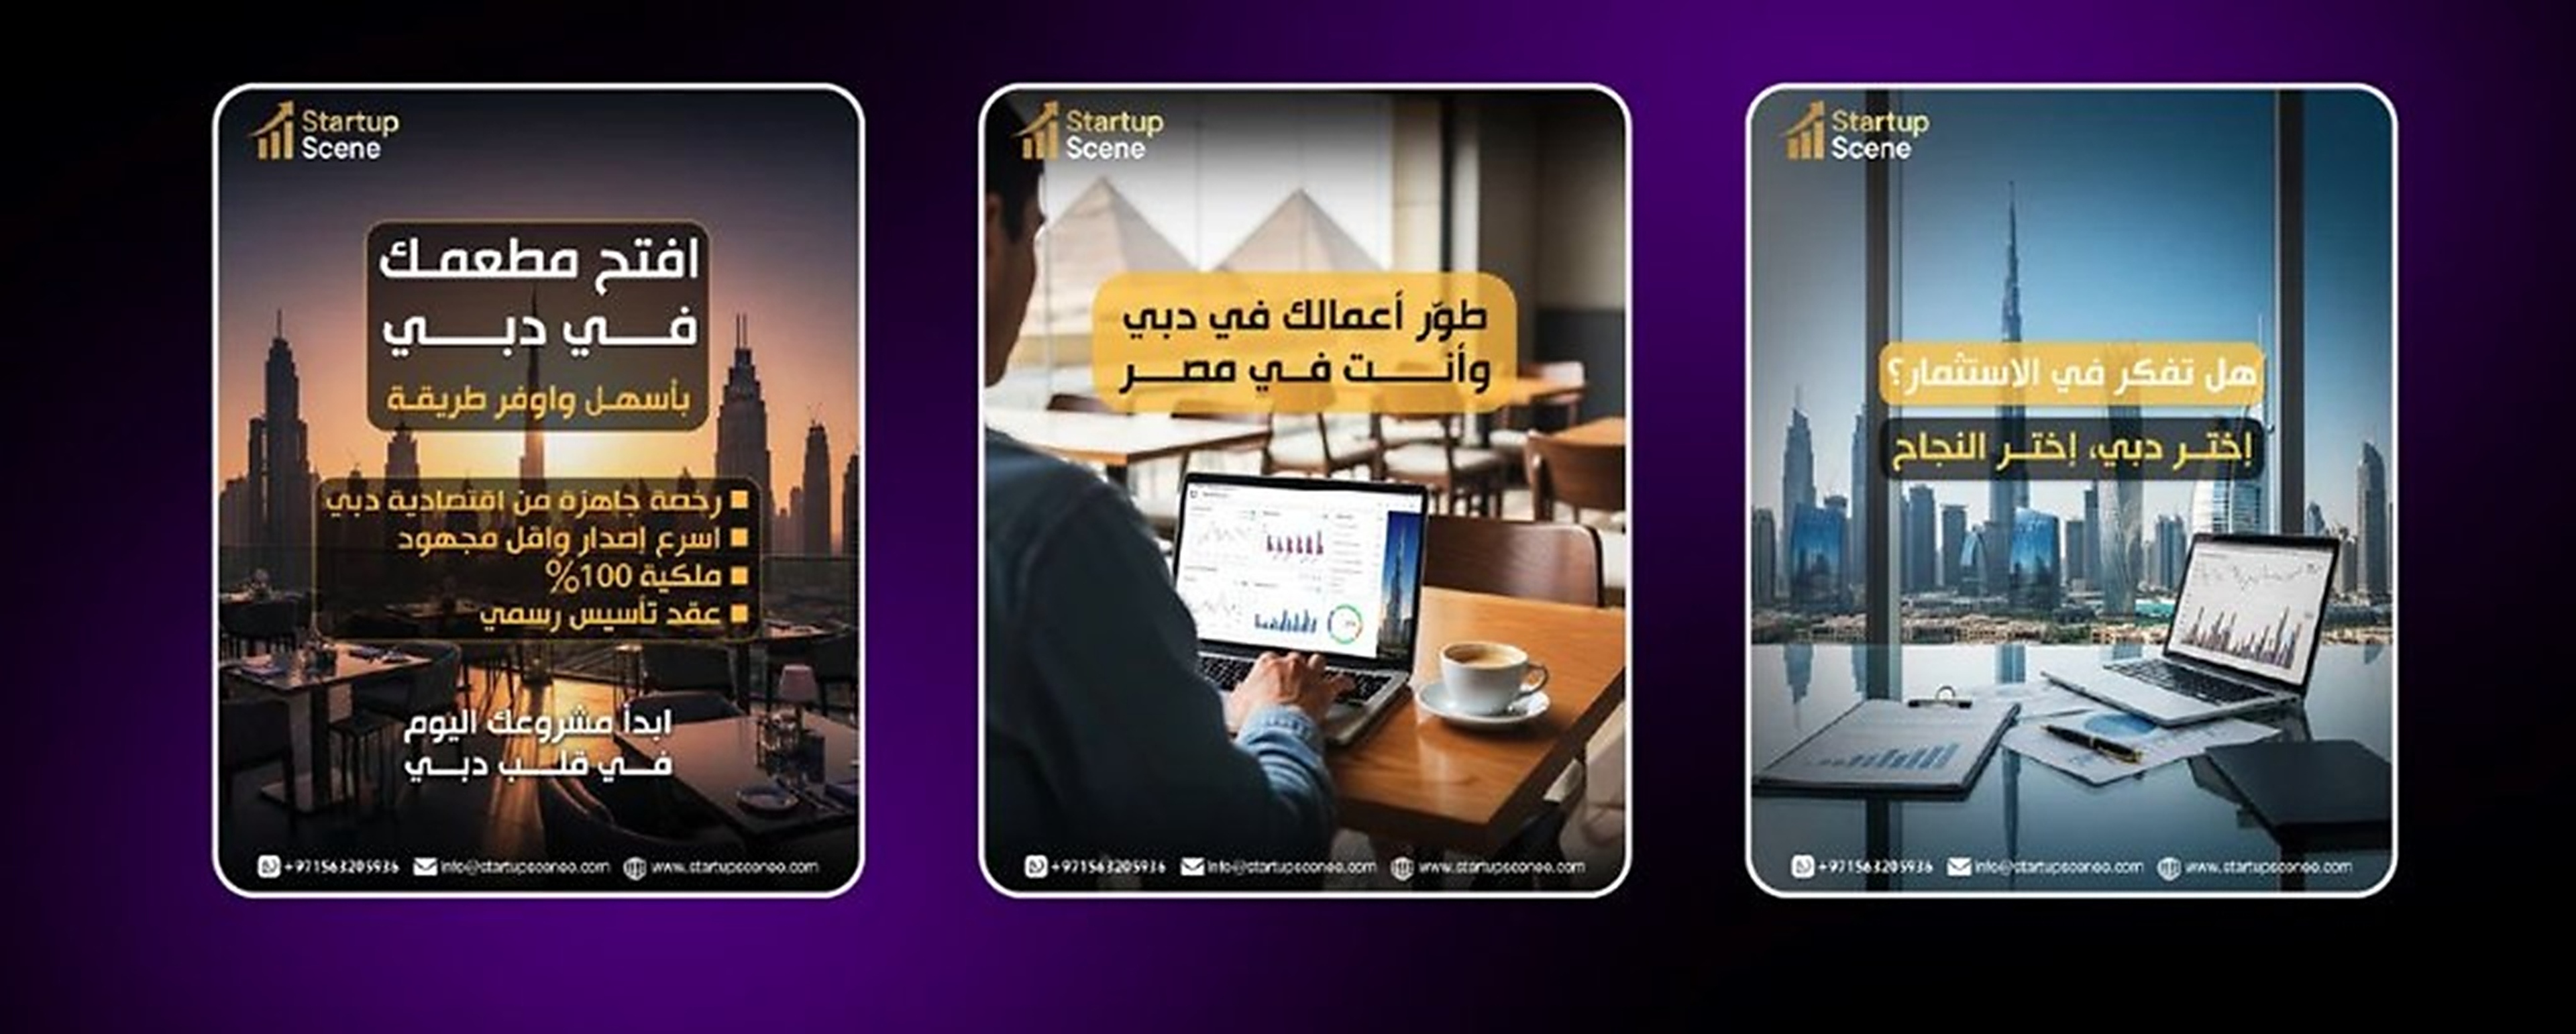 Startup
Scene
افتح مطعمك
في دبي
بأسهل واوفر طريقة
رخصة جاهزة من اقتصادية دبي
اسرع إصدار واقل مجهود
ملكية 100%
عقد تأسيس رسمي
ابدأ مشروعك اليوم
في قلب دبي
+971563205936
Startup
Scene
طوّر أعمالك في دبي
وأنت في مصر
+971563205936
Startup
Scene
هل تفكر في الاستثمار؟
إختر دبي، إختر النجاح
+971563205936